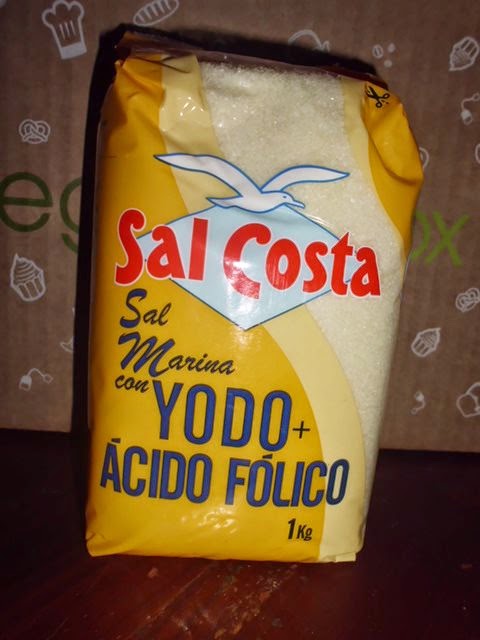 Sal Costa
Sal
Marina
con YODO+
ÁCIDO FÓLICO
1Kg